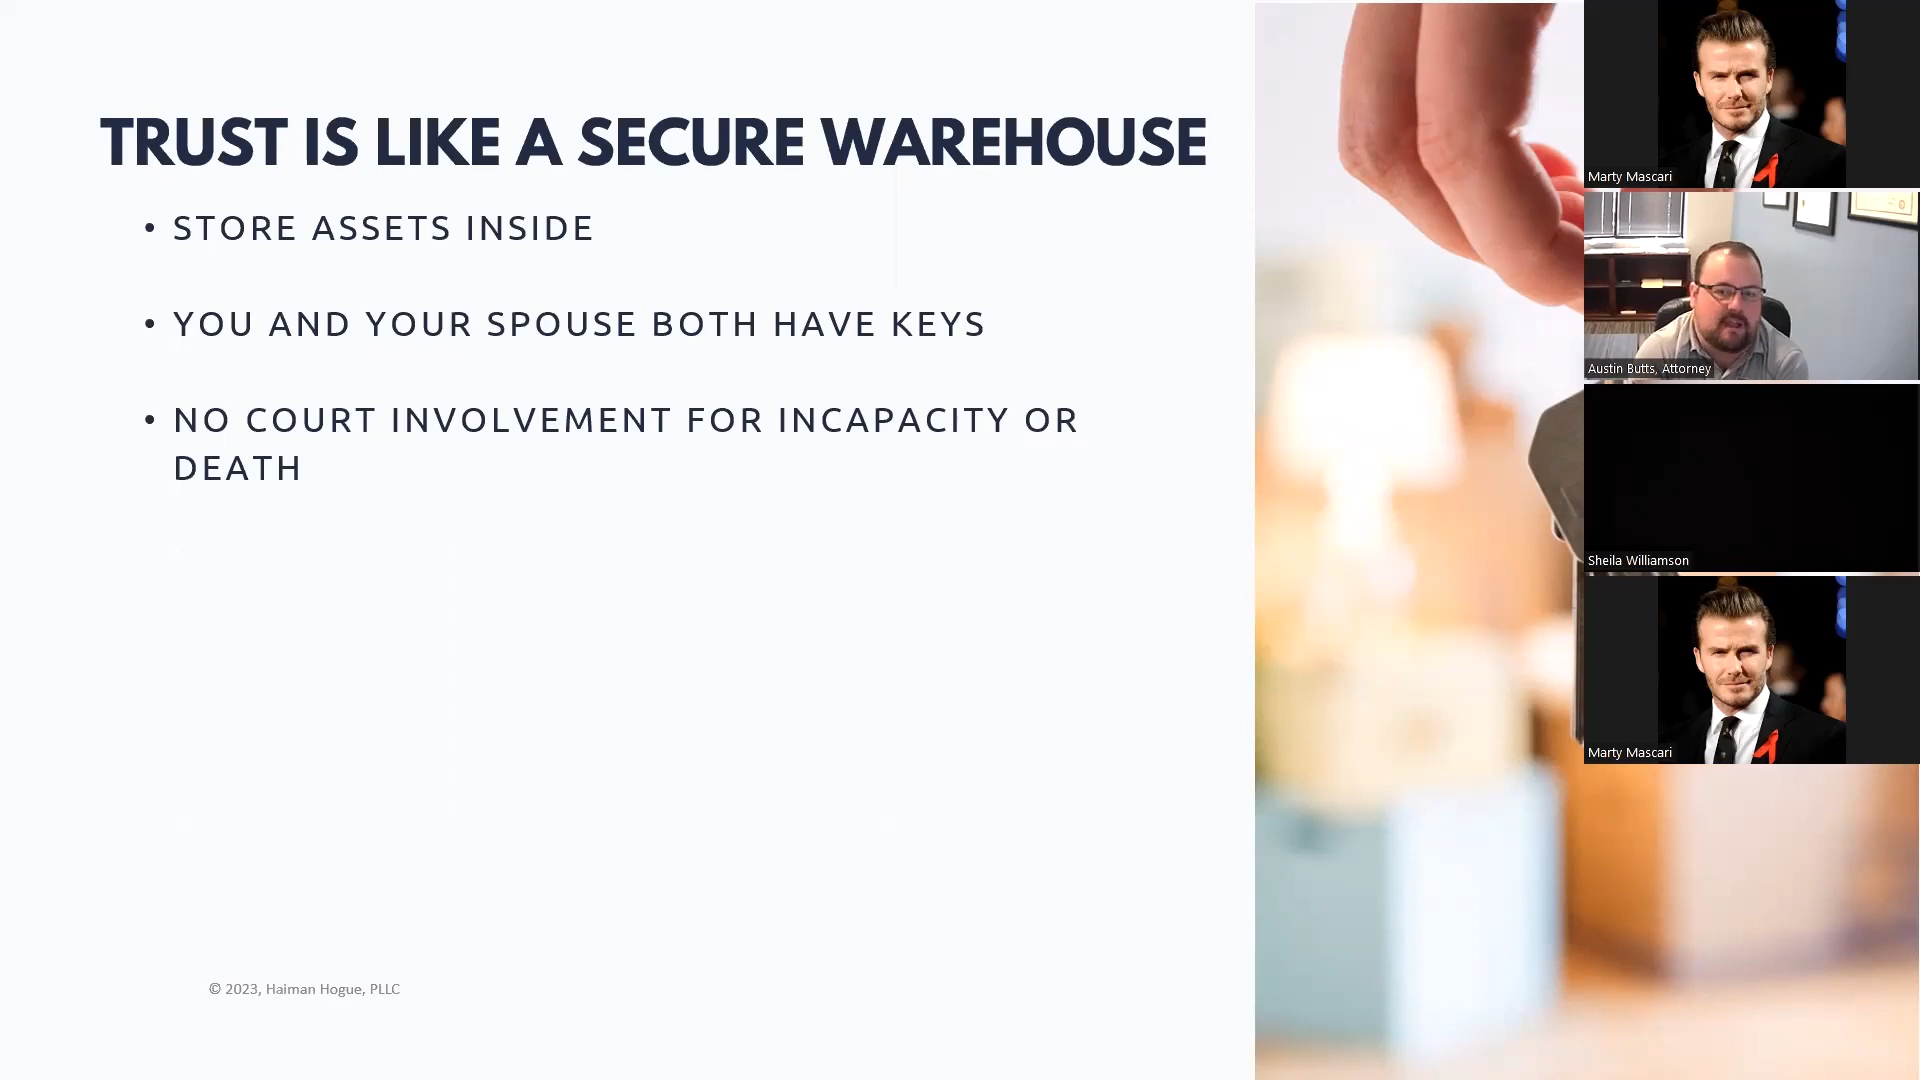 TRUST IS LIKE A SECURE WAREHOUSE
• STORE ASSETS INSIDE
• YOU AND YOUR SPOUSE BOTH HAVE KEYS
• NO COURT INVOLVEMENT FOR INCAPACITY OR
DEATH
© 2023, Haiman Hogue, PLLC
Marty Mascari
Austin Butts, Attorney
Sheila Williamson
Marty Mascari